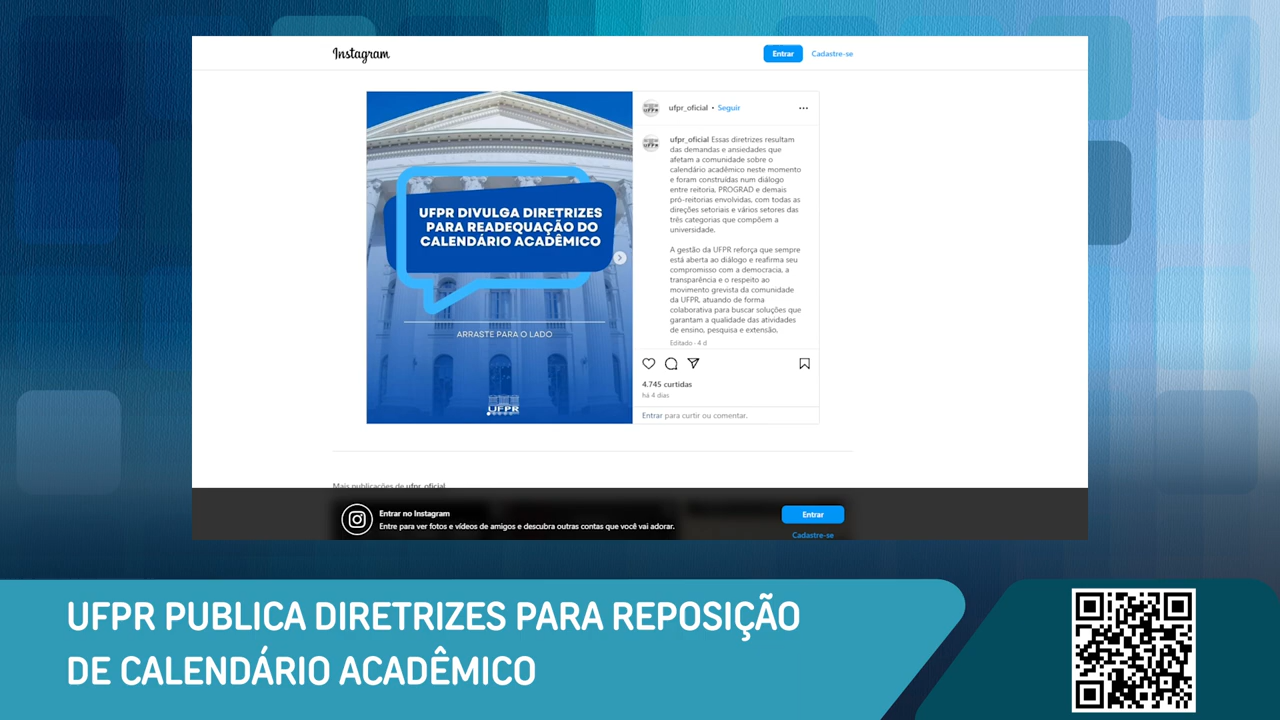 Instagram
Entrar
Cadastre-se
UFPR DIVULGA DIRETRIZES
PARA READEQUAÇÃO DO
CALENDÁRIO ACADÊMICO
ARRASTE PARA O LADO
UFPR
ufpr_oficial • Seguir
ufpr_oficial Essas diretrizes resultam
das demandas e ansiedades que
afetam a comunidade sobre o
calendário acadêmico neste momento
e foram construídas num diálogo
entre reitoria, PROGRAD e demais
pró-reitorias envolvidas, com todas as
direções setoriais e vários setores das
três categorias que compõem a
universidade.
A gestão da UFPR reforça que sempre
está aberta ao diálogo e reafirma seu
compromisso com a democracia, a
transparência e o respeito ao
movimento grevista da comunidade
da UFPR, atuando de forma
colaborativa para buscar soluções que
garantam a qualidade das atividades
de ensino, pesquisa e extensão.
Editado · 4 d
4.745 curtidas
há 4 dias
Entrar para curtir ou comentar.
Mais publicações de ufpr_oficial
Entrar no Instagram
Entre para ver fotos e vídeos de amigos e descubra outras contas que você vai adorar.
Entrar
Cadastre-se
UFPR PUBLICA DIRETRIZES PARA REPOSIÇÃO
DE CALENDÁRIO ACADÊMICO